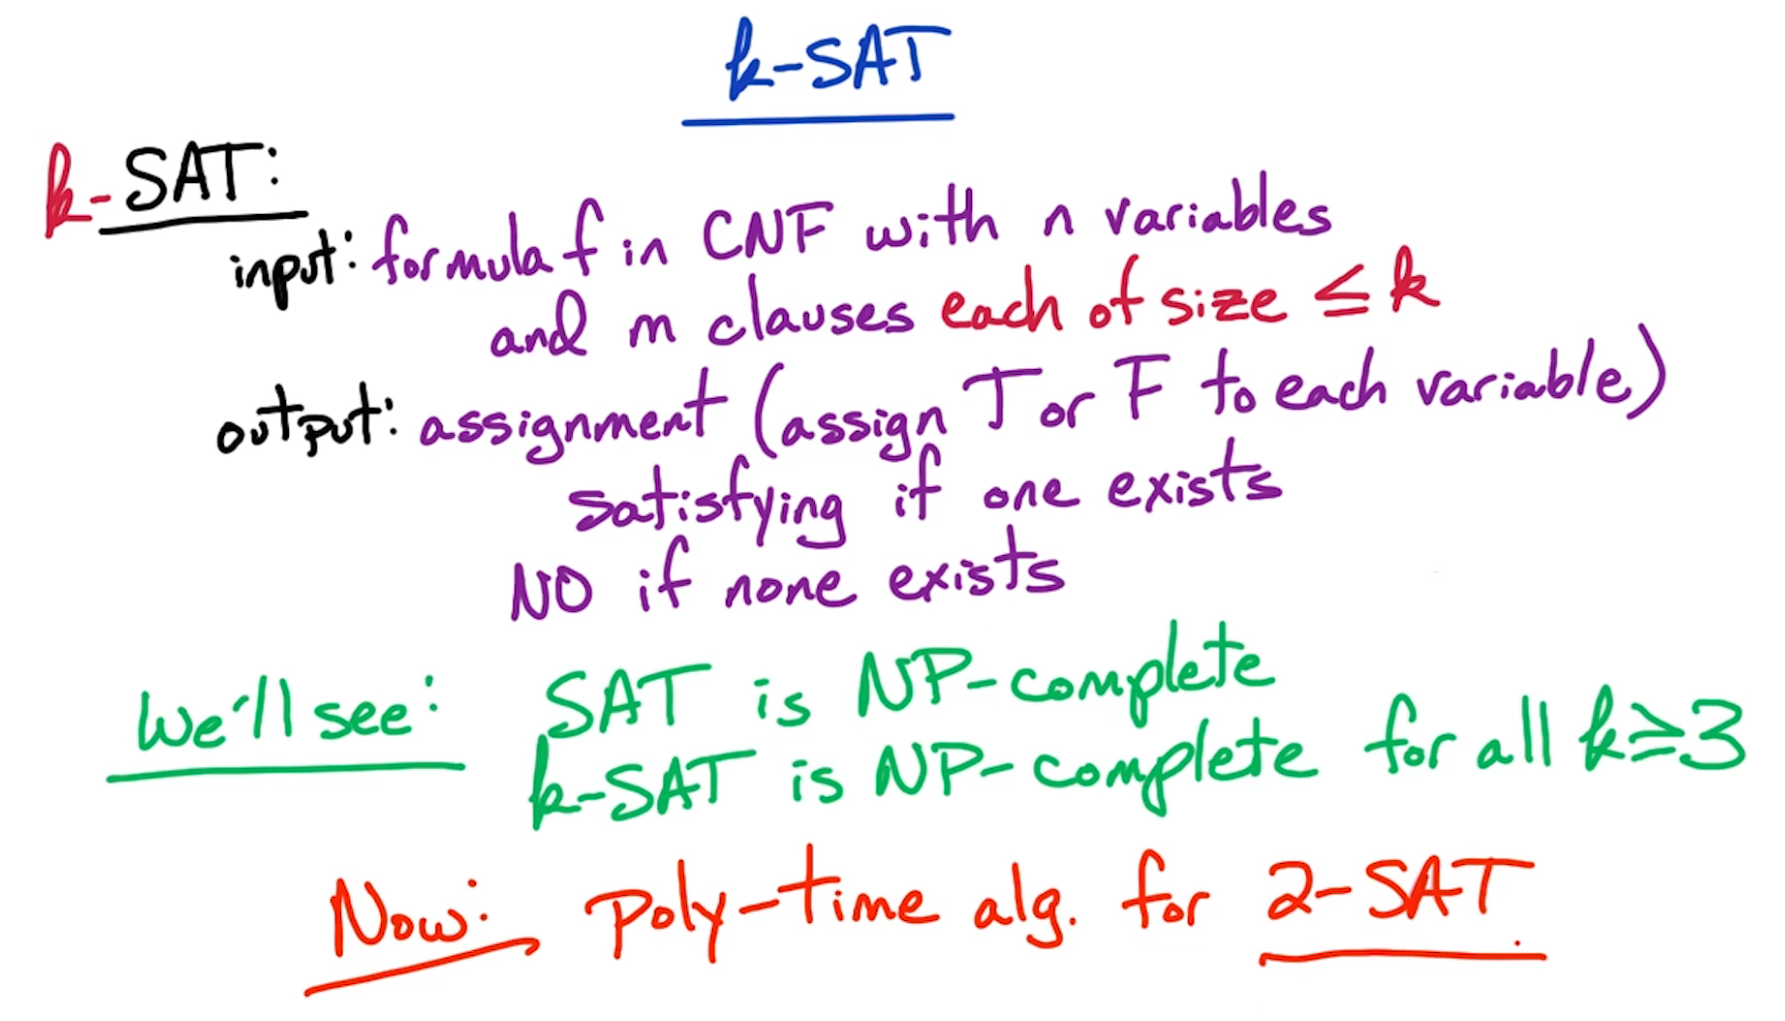 k-SAT
k-SAT:
input: formula f in CNF with n variables
and m clauses each of size ≤ k
output: assignment (assign T or F to each variable)
satisfying if one exists
NO if none exists
We'll see: SAT is NP-complete
k-SAT is NP-complete for all k ≥ 3
Now: Poly-time alg. for 2-SAT.